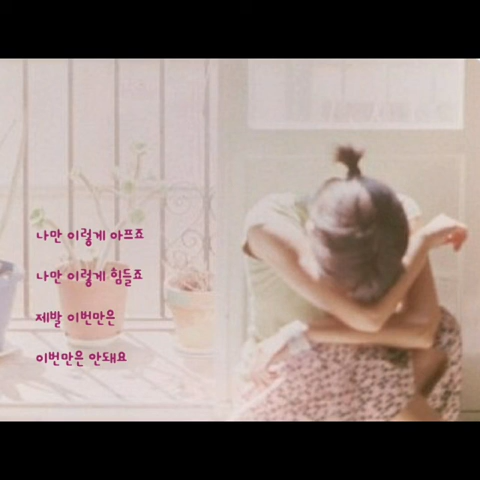 나만 이렇게 아프죠
나만 이렇게 힘들죠
제발 이번만은
이번만은 안돼요